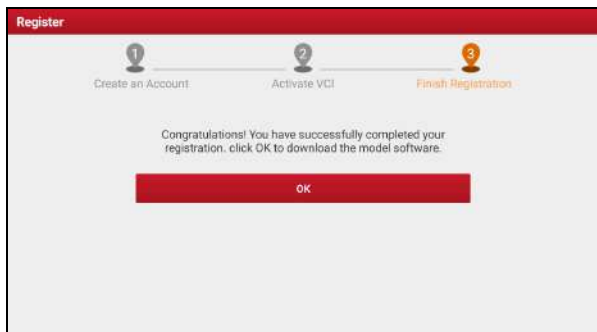 Register
1
2
3
Create an Account
Activate VCI
Finish Registration
Congratulations! You have successfully completed your
registration. click OK to download the model software.
OK